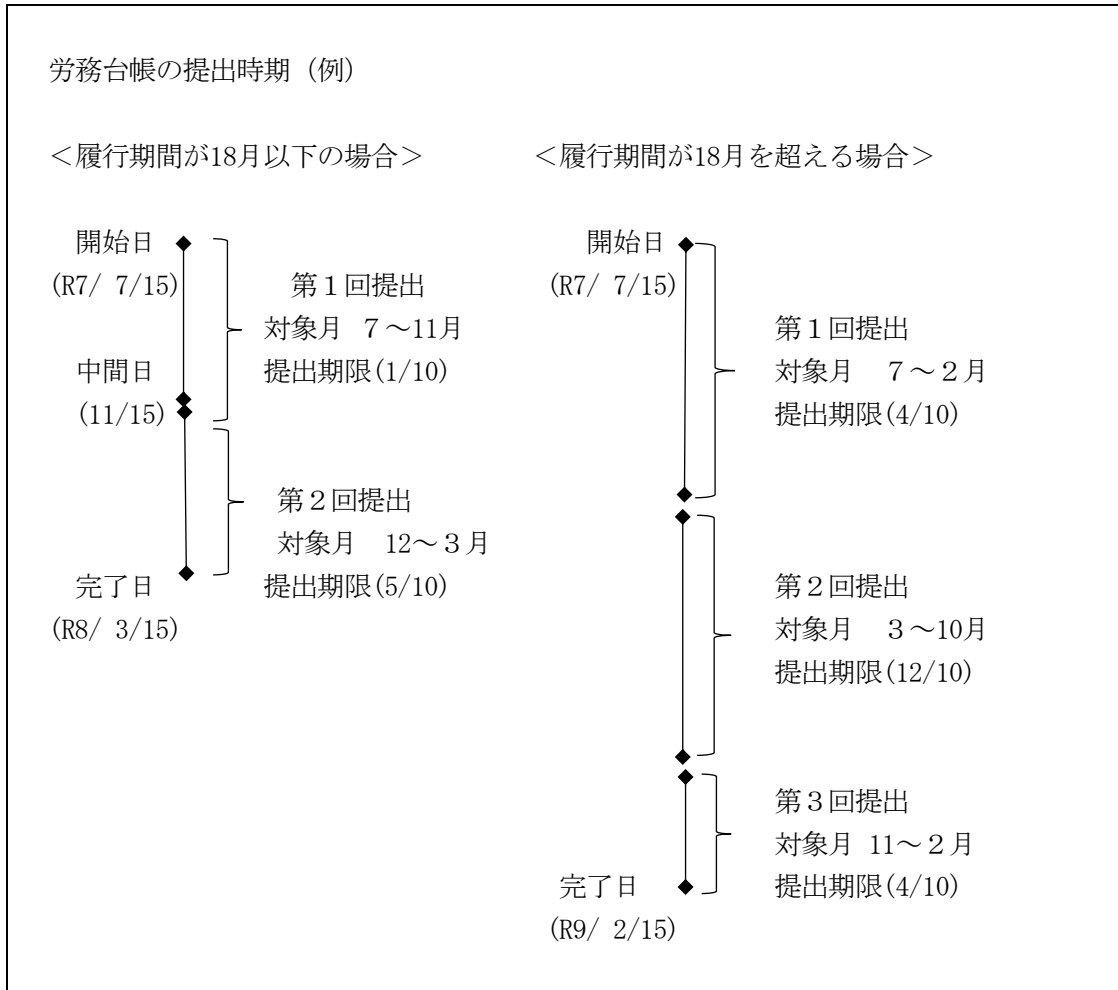 労務台帳の提出時期（例）
＜履行期間が18月以下の場合＞
開始日
(R7/ 7/15)
第１回提出
対象月　７～11月
提出期限(1/10)
中間日
(11/15)
第２回提出
対象月　12～３月
提出期限(5/10)
完了日
(R8/ 3/15)
＜履行期間が18月を超える場合＞
開始日
(R7/ 7/15)
第１回提出
対象月　７～２月
提出期限(4/10)
第２回提出
対象月　３～10月
提出期限(12/10)
第３回提出
対象月 11～２月
提出期限(4/10)
完了日
(R9/ 2/15)